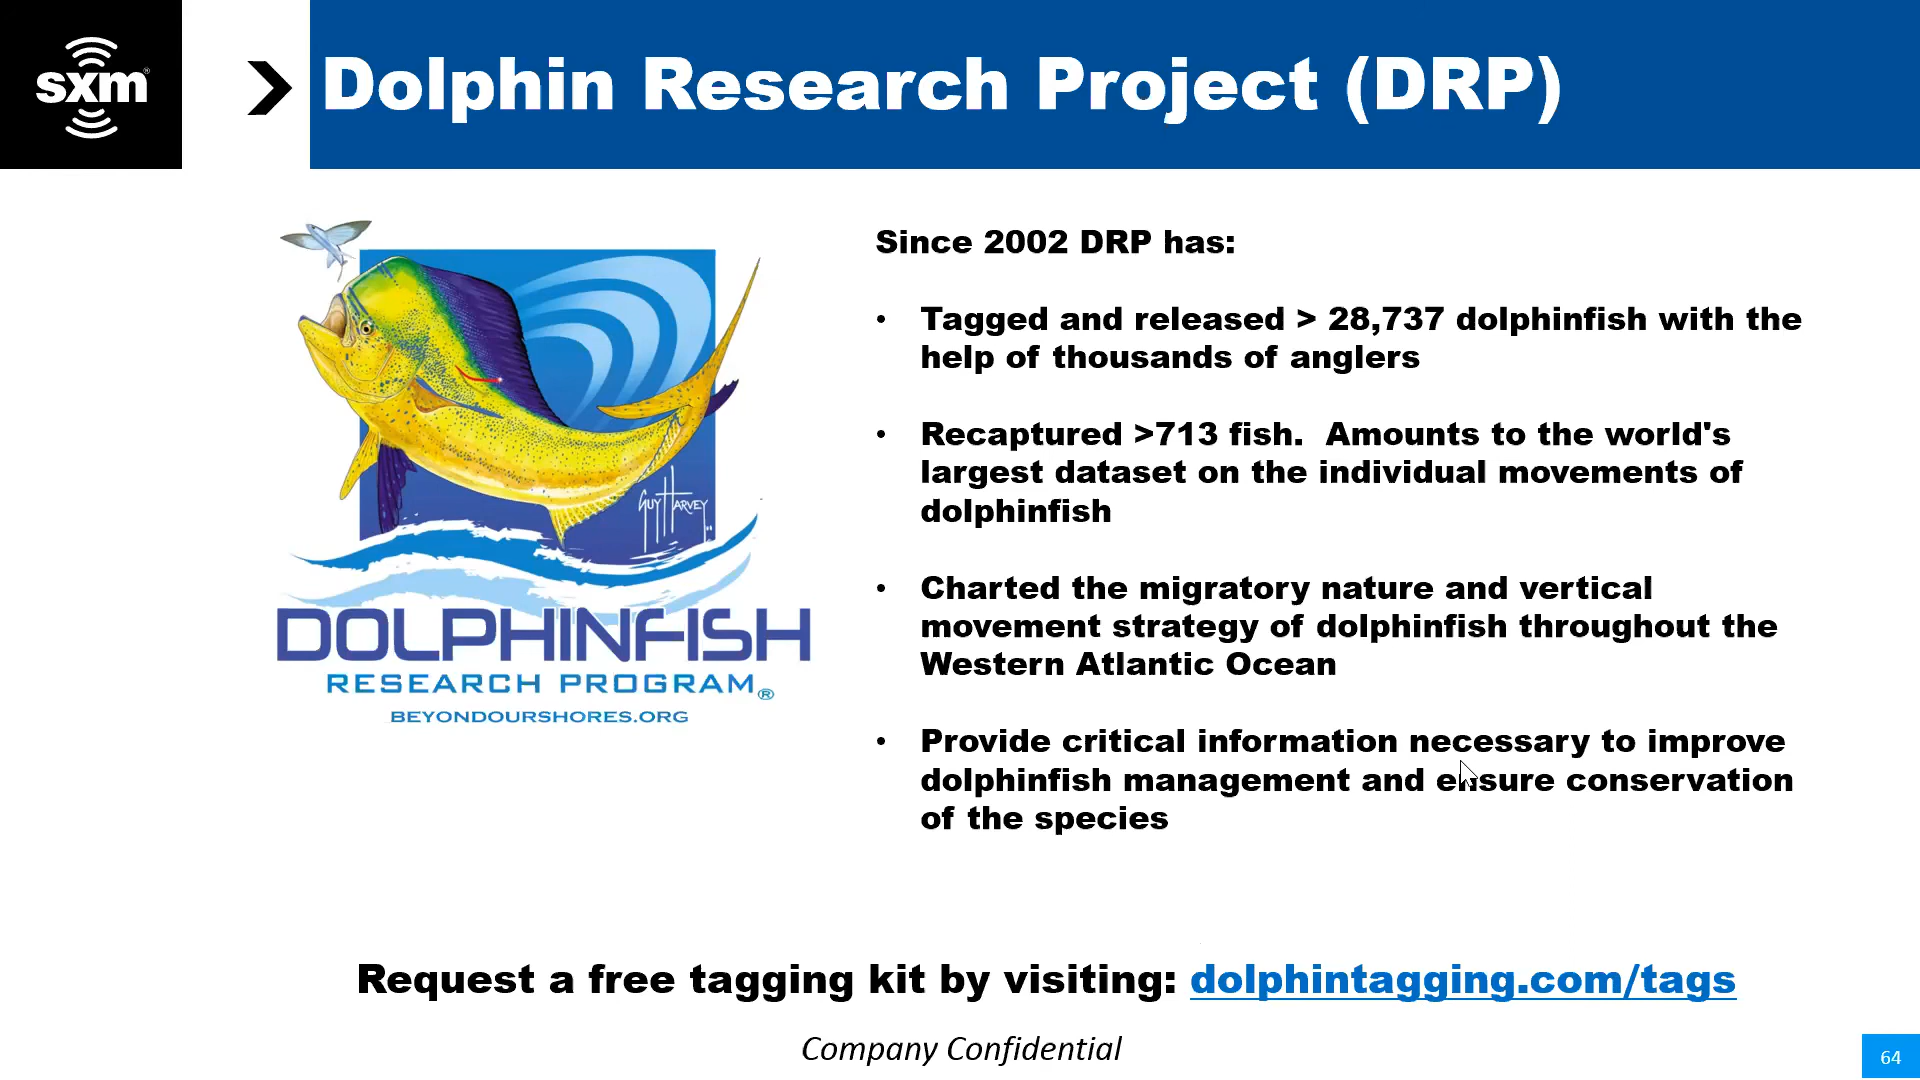 sxm®
Dolphin Research Project (DRP)
Since 2002 DRP has:
• Tagged and released > 28,737 dolphinfish with the
help of thousands of anglers
• Recaptured >713 fish.  Amounts to the world's
largest dataset on the individual movements of
dolphinfish
• Charted the migratory nature and vertical
movement strategy of dolphinfish throughout the
Western Atlantic Ocean
• Provide critical information necessary to improve
dolphinfish management and ensure conservation
of the species
GUY HARVEY
DOLPHINFISH
RESEARCH PROGRAM®
BEYONDOURSHORES.ORG
Request a free tagging kit by visiting: dolphintagging.com/tags
Company Confidential
64